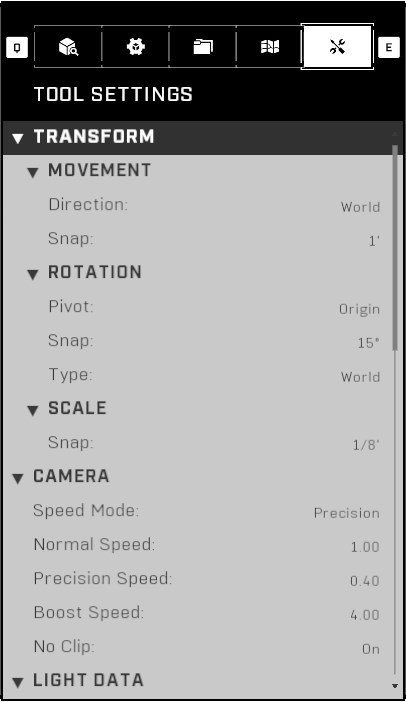 Q E
TOOL SETTINGS
TRANSFORM
MOVEMENT
Direction: World
Snap: 1'
ROTATION
Pivot: Origin
Snap: 15°
Type: World
SCALE
Snap: 1/8'
CAMERA
Speed Mode: Precision
Normal Speed: 1.00
Precision Speed: 0.40
Boost Speed: 4.00
No Clip: On
LIGHT DATA